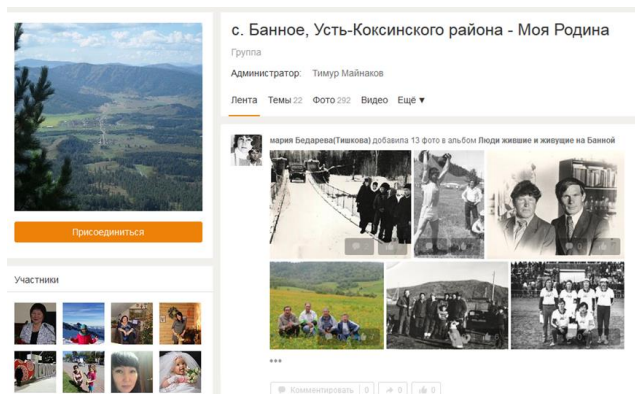 с. Банное, Усть-Коксинского района - Моя Родина
Группа
Администратор: Тимур Майнаков
Лента Темы 22 Фото 292 Видео Ещё ▼
Присоединиться
Участники
мария Бедарева(Тишкова) добавила 13 фото в альбом Люди жившие и живущие на Банной
•••
Комментировать 0 0 0